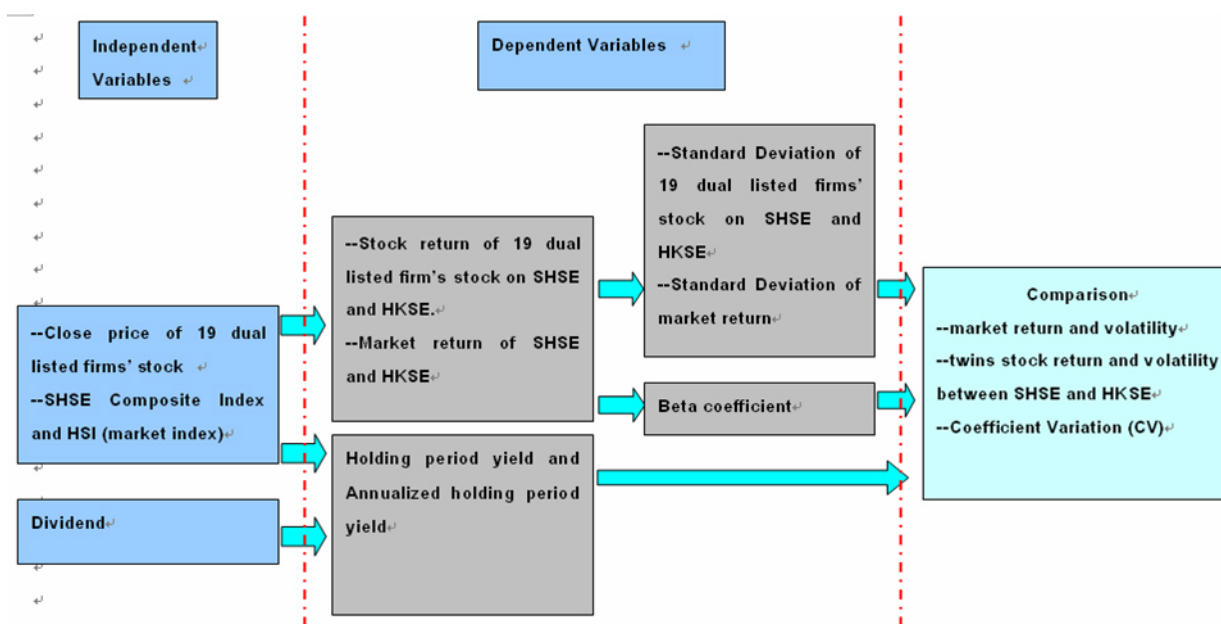 Independent
Variables
Dependent Variables
--Close price of 19 dual
listed firms' stock
--SHSE Composite Index
and HSI (market index)
Dividend
--Stock return of 19 dual
listed firm's stock on SHSE
and HKSE.
--Market return of SHSE
and HKSE
Holding period yield and
Annualized holding period
yield
--Standard Deviation of
19 dual listed firms'
stock on SHSE and
HKSE
--Standard Deviation of
market return
Beta coefficient
Comparison
--market return and volatility
--twins stock return and volatility
between SHSE and HKSE
--Coefficient Variation (CV)